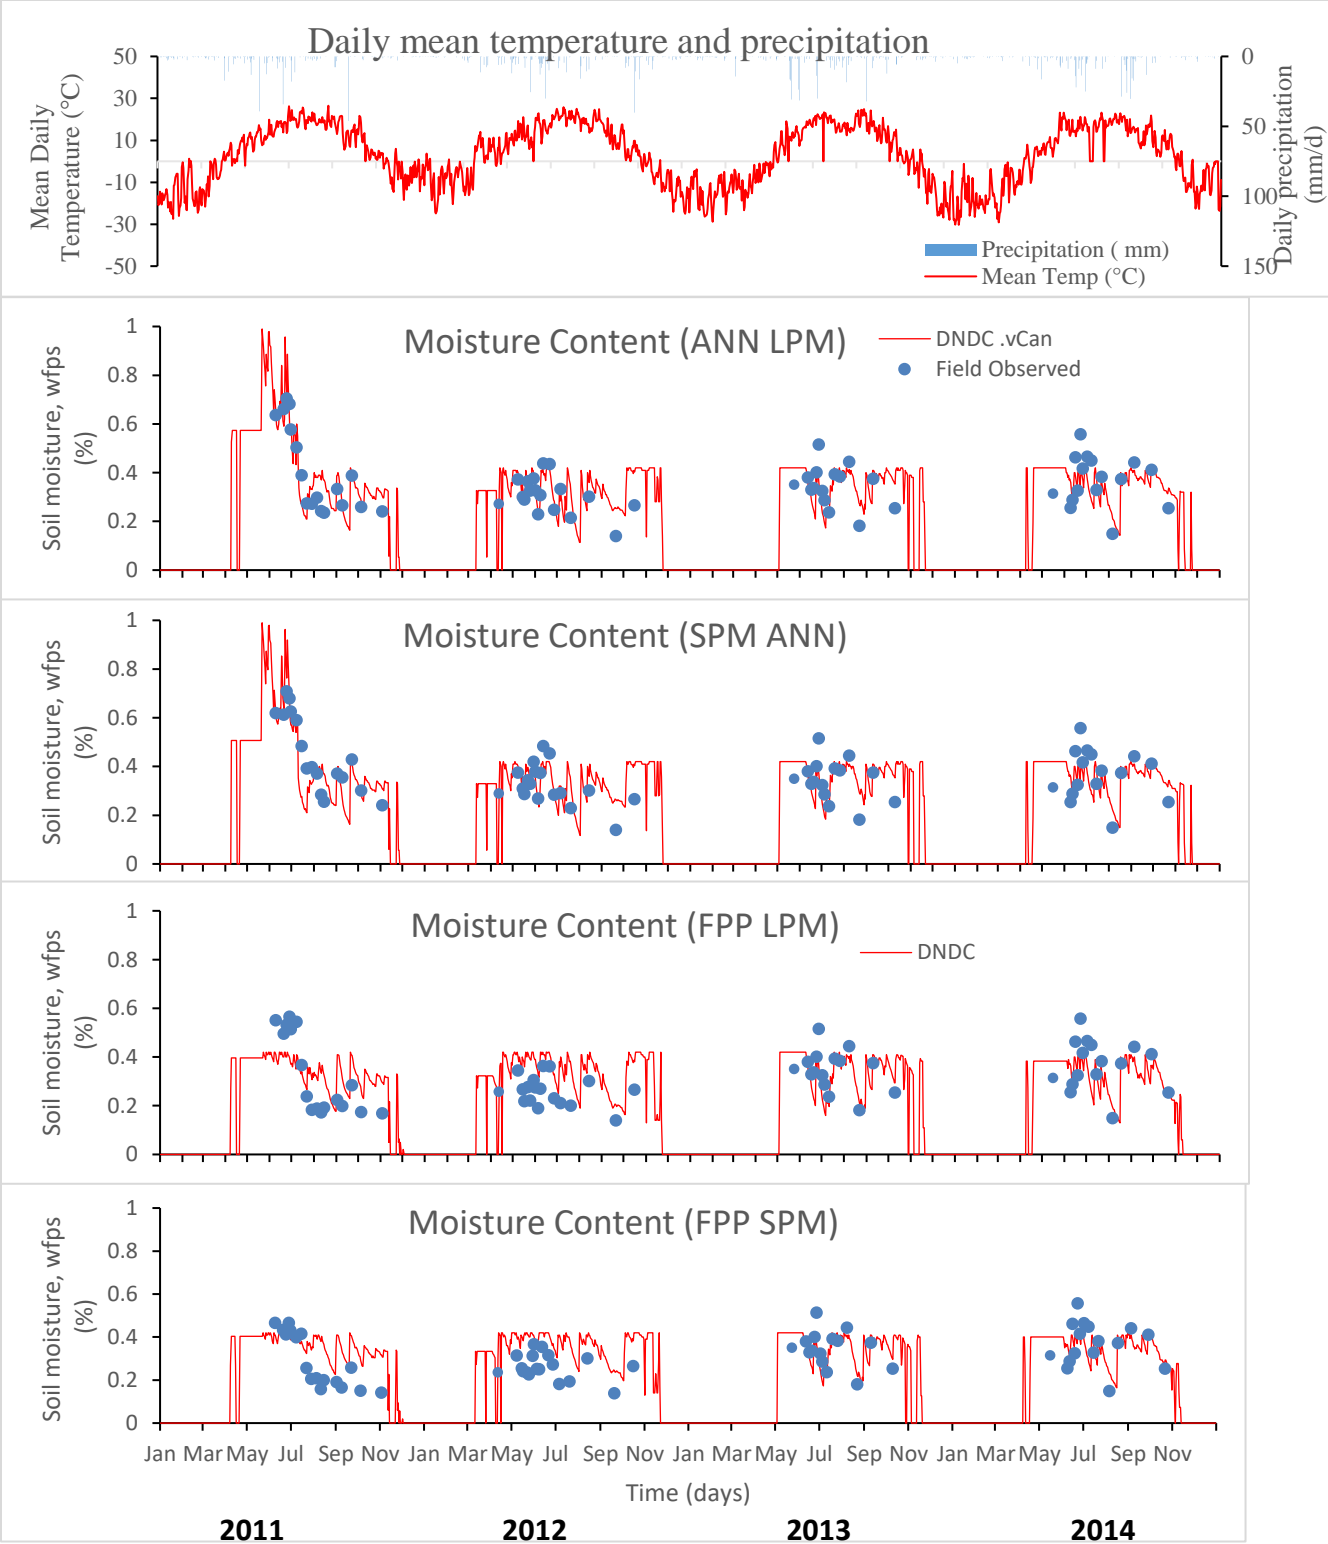 Daily mean temperature and precipitation
Mean Daily
Temperature (°C)
50
30
10
-10
-30
-50
0
50
100
150
Daily precipitation
(mm/d)
Precipitation ( mm)
Mean Temp (°C)
Moisture Content (ANN LPM)
DNDC .vCan
Field Observed
Soil moisture, wfps
(%)
1
0.8
0.6
0.4
0.2
0
Moisture Content (SPM ANN)
Soil moisture, wfps
(%)
1
0.8
0.6
0.4
0.2
0
Moisture Content (FPP LPM)
DNDC
Soil moisture, wfps
(%)
1
0.8
0.6
0.4
0.2
0
Moisture Content (FPP SPM)
Soil moisture, wfps
(%)
1
0.8
0.6
0.4
0.2
0
Jan Mar May Jul Sep Nov Jan Mar May Jul Sep Nov Jan Mar May Jul Sep Nov Jan Mar May Jul Sep Nov
Time (days)
2011 2012 2013 2014